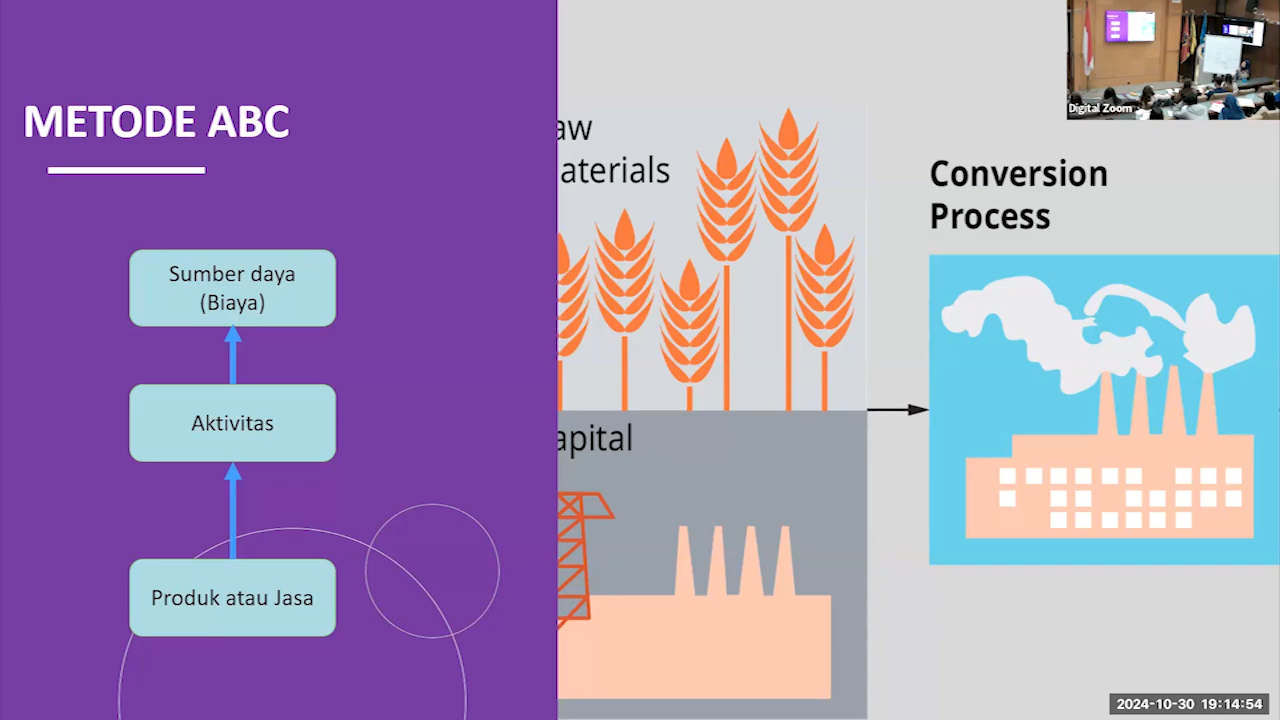 METODE ABC
Sumber daya
(Biaya)
Aktivitas
Produk atau Jasa
aw
aterials
apital
Conversion
Process
Digital Zoom
2024-10-30 19:14:54